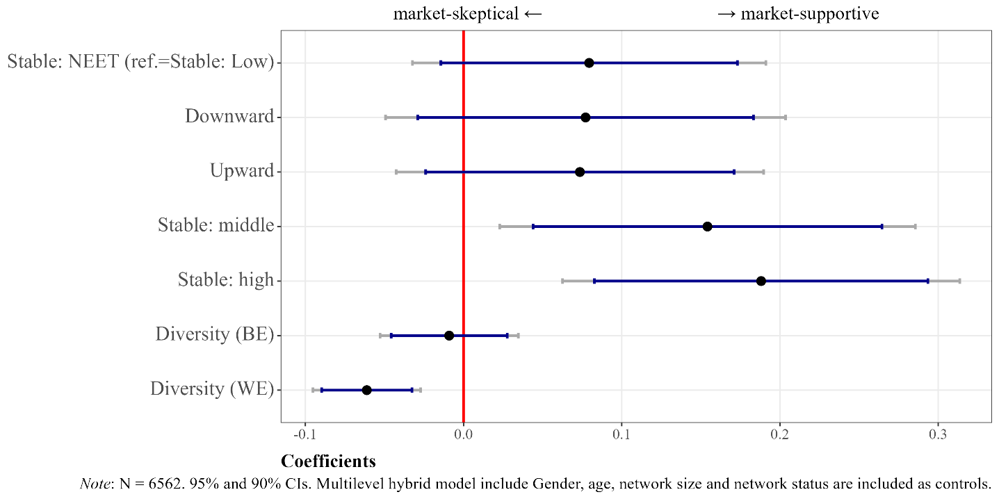 market-skeptical ← → market-supportive
Stable: NEET (ref.=Stable: Low)
Downward
Upward
Stable: middle
Stable: high
Diversity (BE)
Diversity (WE)
-0.1 0.0 0.1 0.2 0.3
Coefficients
Note: N = 6562. 95% and 90% CIs. Multilevel hybrid model include Gender, age, network size and network status are included as controls.